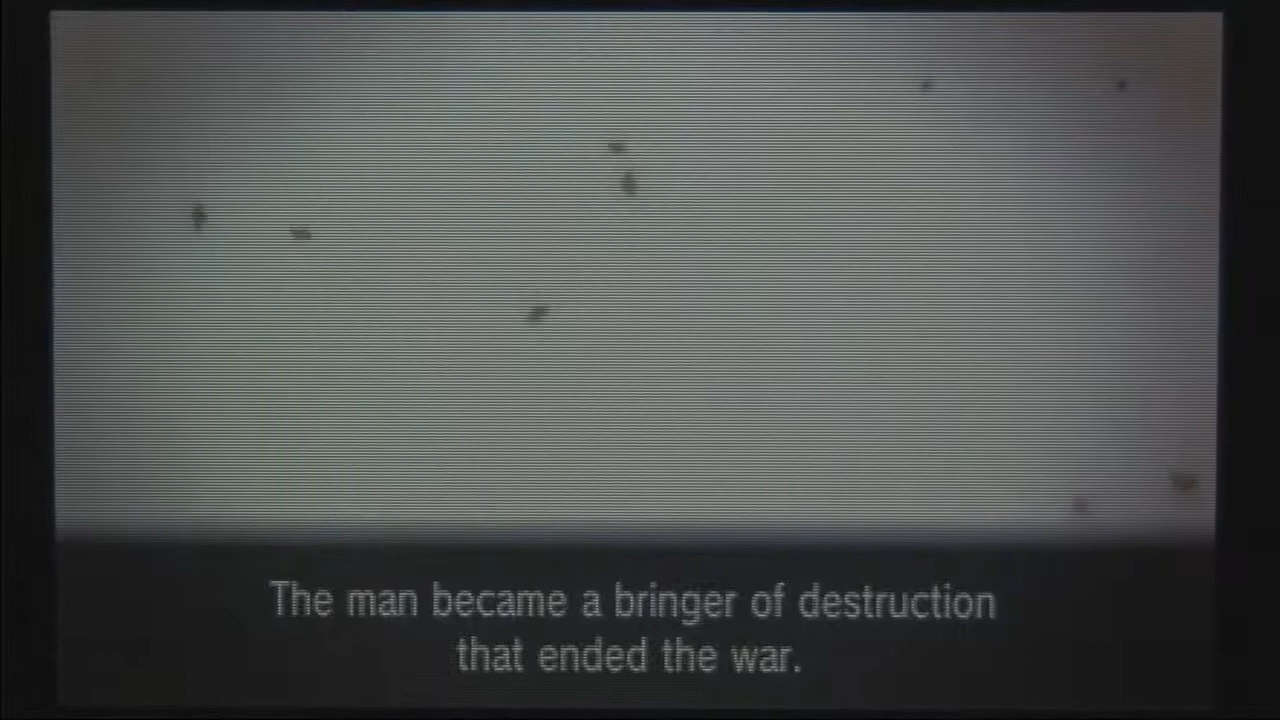 The man became a bringer of destruction
that ended the war.